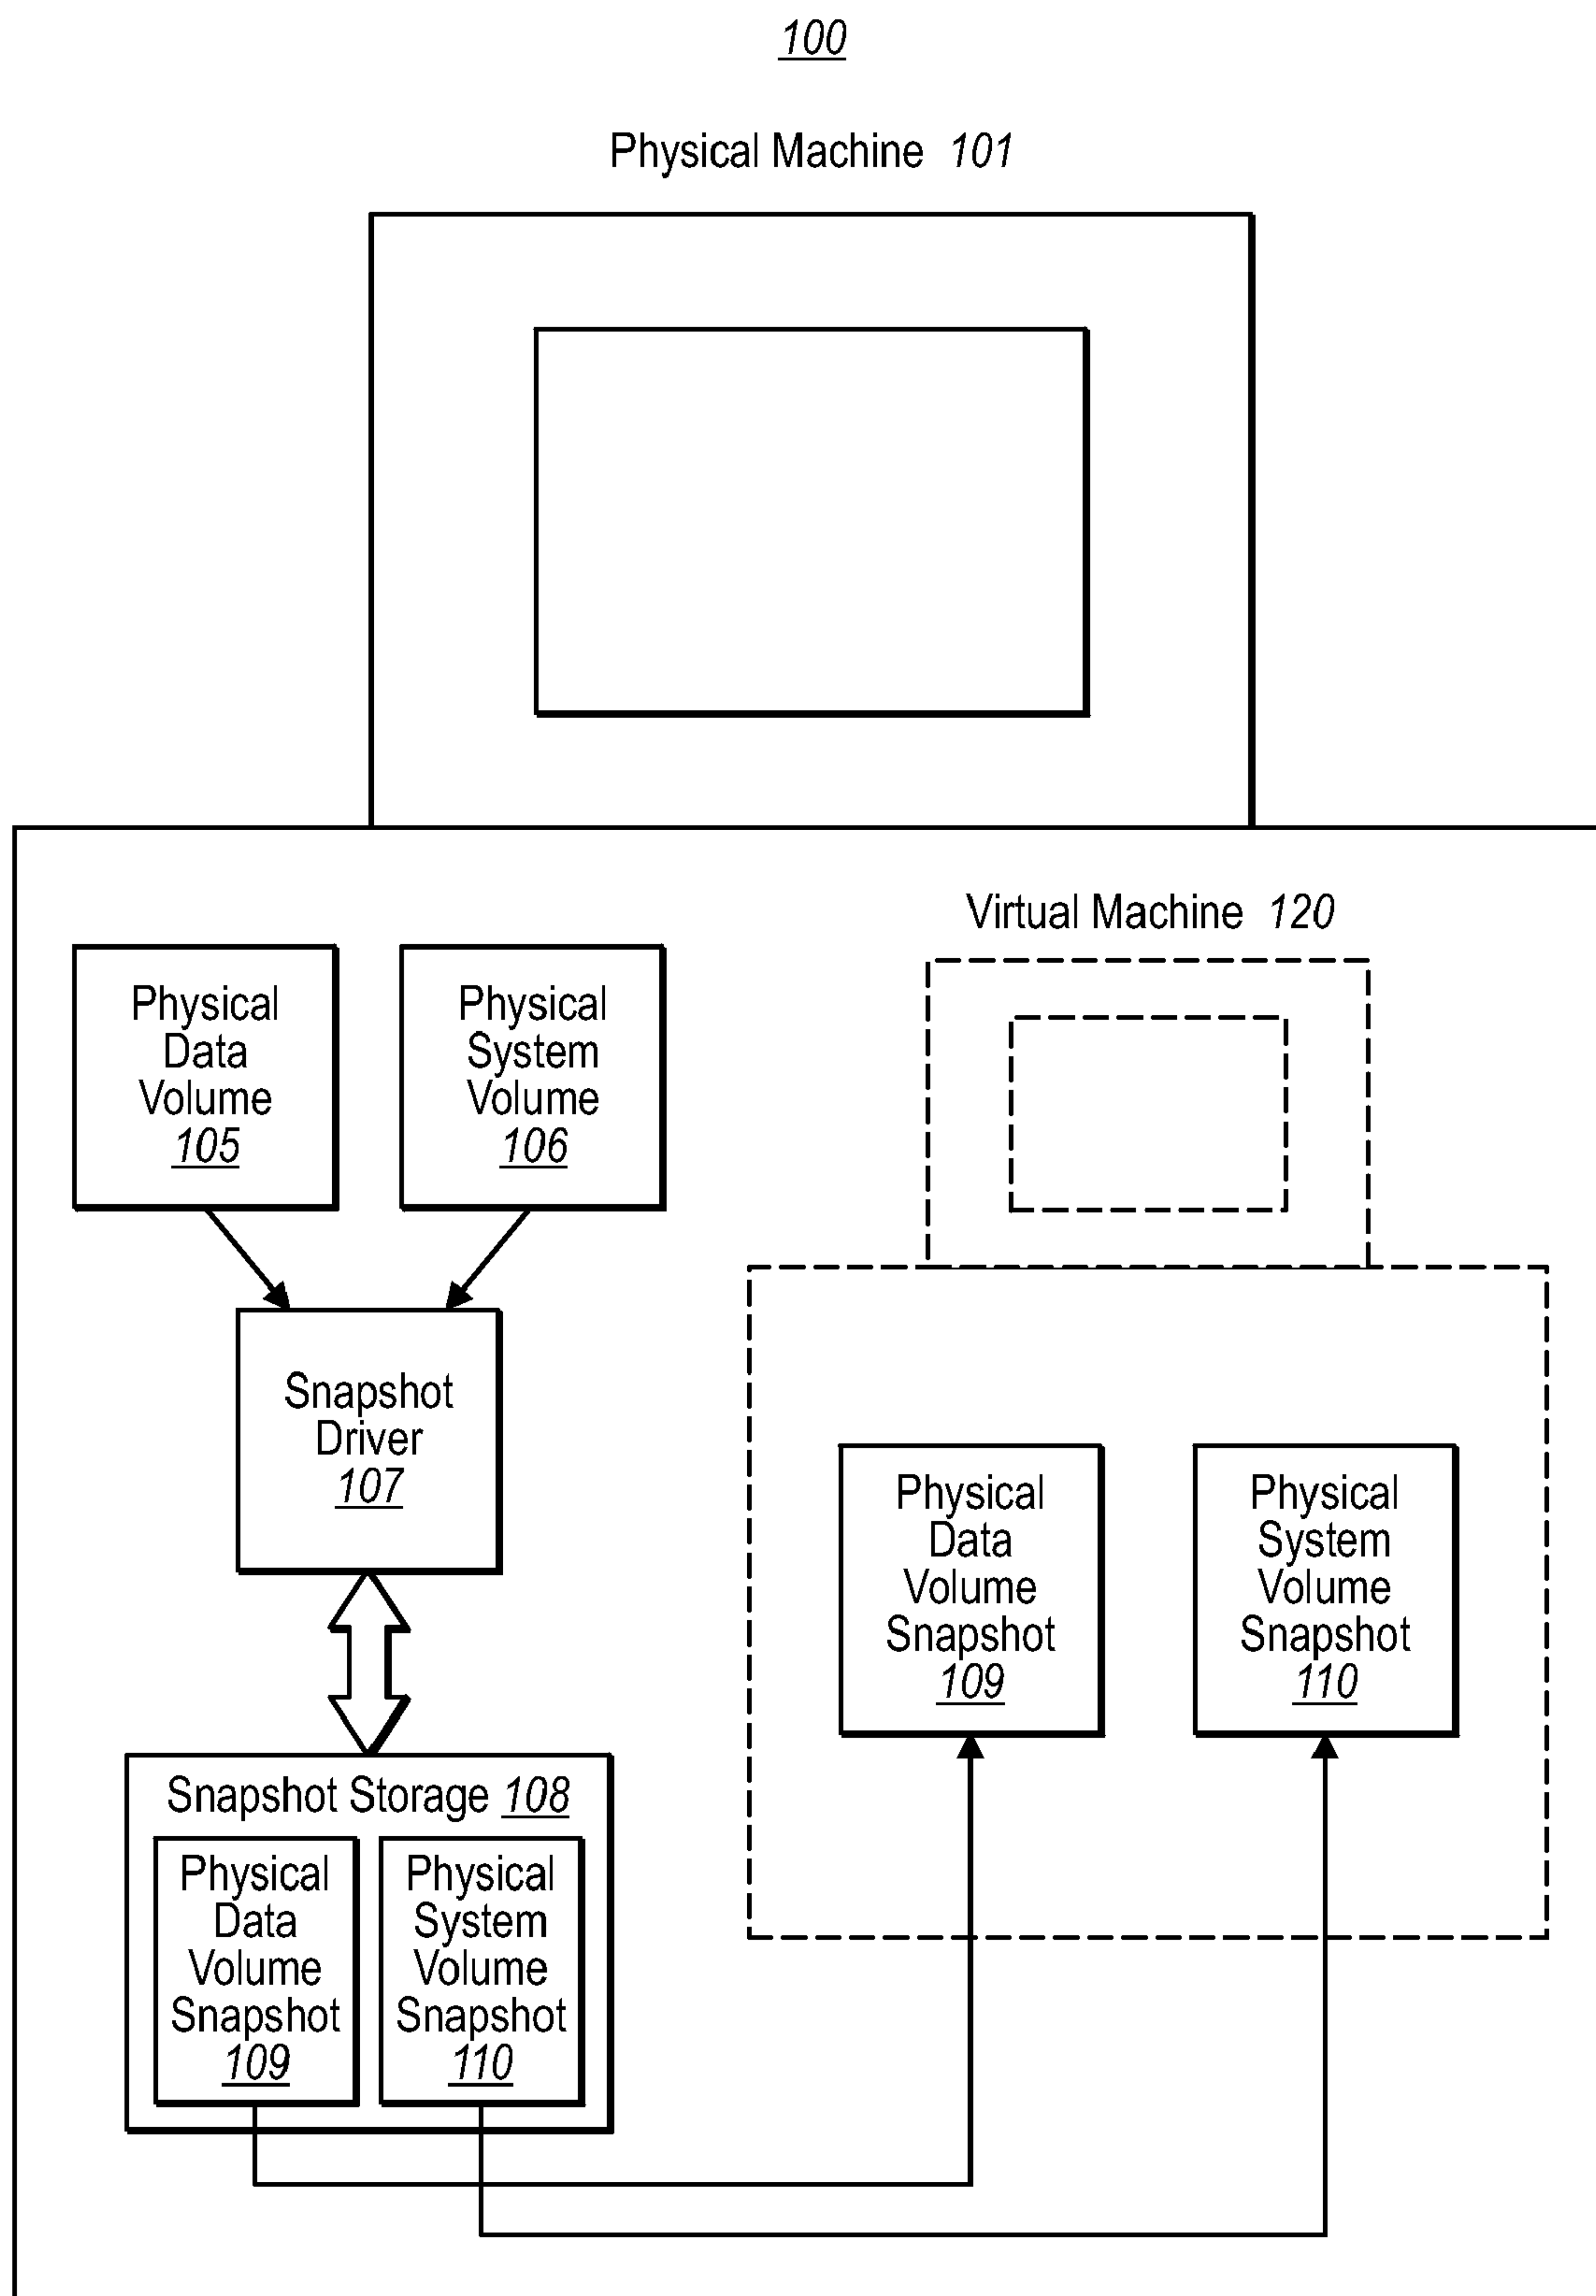 100
Physical Machine 101
Virtual Machine 120
Physical
Data
Volume
105
Physical
System
Volume
106
Snapshot
Driver
107
Physical
Data
Volume
Snapshot
109
Physical
System
Volume
Snapshot
110
Snapshot Storage 108
Physical
Data
Volume
Snapshot
109
Physical
System
Volume
Snapshot
110